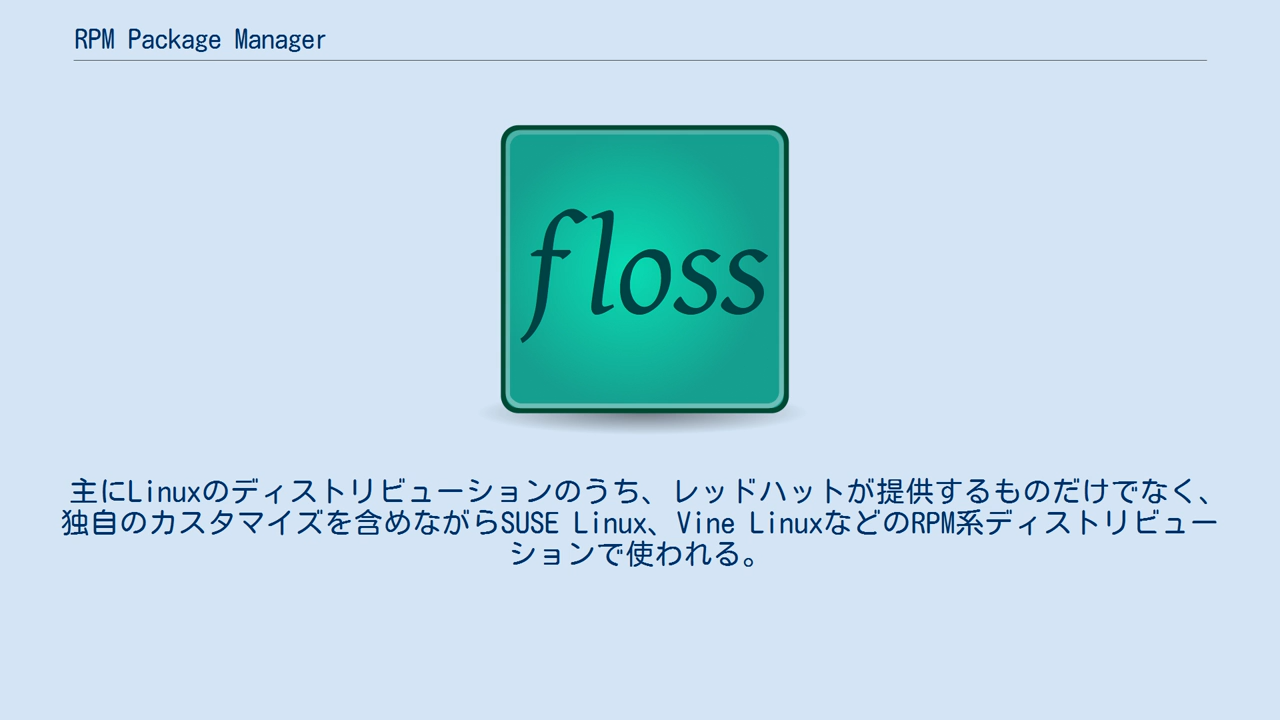 RPM Package Manager
floss
主にLinuxのディストリビューションのうち、レッドハットが提供するものだけでなく、
独自のカスタマイズを含めながらSUSE Linux、Vine LinuxなどのRPM系ディストリビュー
ションで使われる。